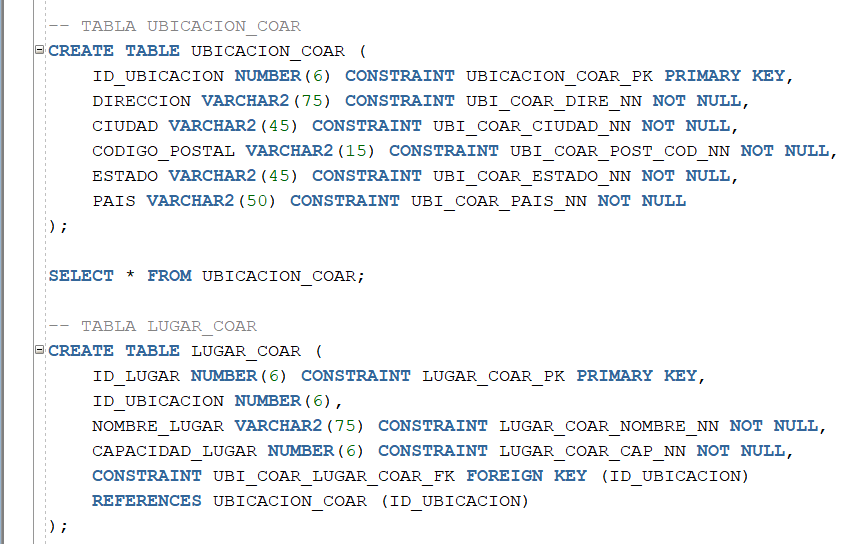 -- TABLA UBICACION_COAR
CREATE TABLE UBICACION_COAR (
ID_UBICACION NUMBER(6) CONSTRAINT UBICACION_COAR_PK PRIMARY KEY,
DIRECCION VARCHAR2(75) CONSTRAINT UBI_COAR_DIRE_NN NOT NULL,
CIUDAD VARCHAR2(45) CONSTRAINT UBI_COAR_CIUDAD_NN NOT NULL,
CODIGO_POSTAL VARCHAR2(15) CONSTRAINT UBI_COAR_POST_COD_NN NOT NULL,
ESTADO VARCHAR2(45) CONSTRAINT UBI_COAR_ESTADO_NN NOT NULL,
PAIS VARCHAR2(50) CONSTRAINT UBI_COAR_PAIS_NN NOT NULL
);
SELECT * FROM UBICACION_COAR;
-- TABLA LUGAR_COAR
CREATE TABLE LUGAR_COAR (
ID_LUGAR NUMBER(6) CONSTRAINT LUGAR_COAR_PK PRIMARY KEY,
ID_UBICACION NUMBER(6),
NOMBRE_LUGAR VARCHAR2(75) CONSTRAINT LUGAR_COAR_NOMBRE_NN NOT NULL,
CAPACIDAD_LUGAR NUMBER(6) CONSTRAINT LUGAR_COAR_CAP_NN NOT NULL,
CONSTRAINT UBI_COAR_LUGAR_COAR_FK FOREIGN KEY (ID_UBICACION)
REFERENCES UBICACION_COAR (ID_UBICACION)
);